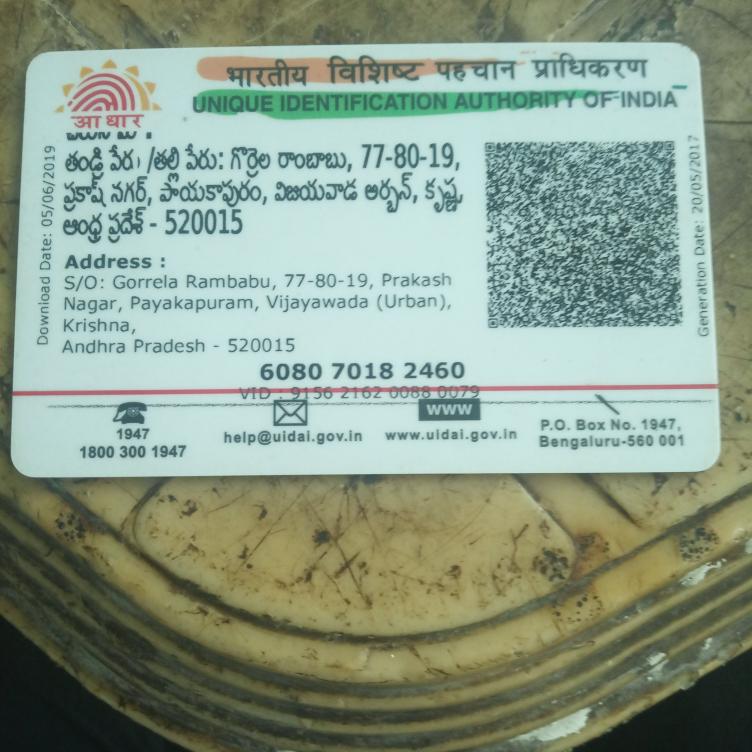 भारतीय विशिष्ट पहचान प्राधिकरण
UNIQUE IDENTIFICATION AUTHORITY OF INDIA
आधार
తండ్రి పేరు /తల్లి పేరు: గొర్రెల రాంబాబు, 77-80-19,
ప్రకాష్ నగర్, పాయకాపురం, విజయవాడ అర్బన్, కృష్ణ,
ఆంధ్ర ప్రదేశ్ - 520015
Address :
S/O: Gorrela Rambabu, 77-80-19, Prakash
Nagar, Payakapuram, Vijayawada (Urban),
Krishna,
Andhra Pradesh - 520015
Download Date: 05/06/2019
Generation Date: 20/05/2017
6080 7018 2460
VID : 9156 2162 0088 0079
1947
1800 300 1947
help@uidai.gov.in
www
www.uidai.gov.in
P.O. Box No. 1947,
Bengaluru-560 001